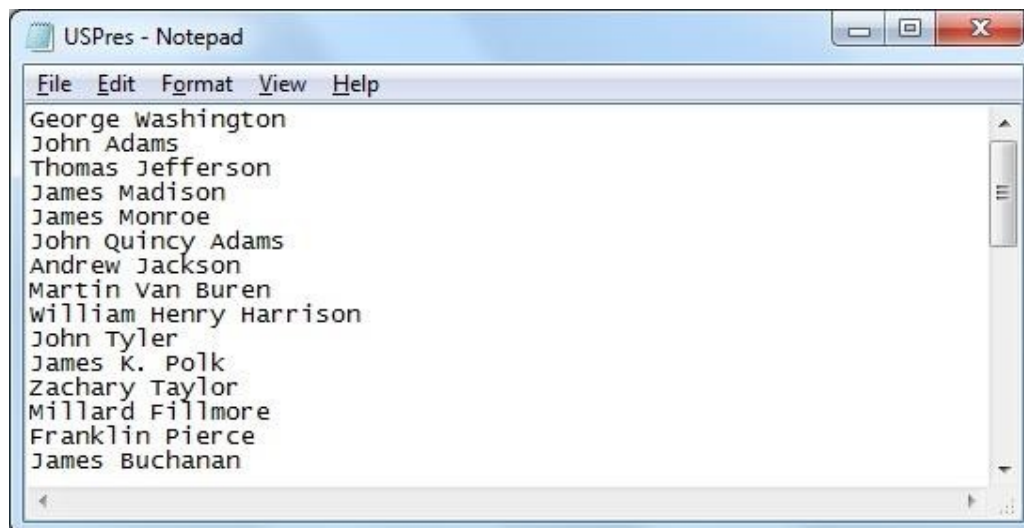 USPres - Notepad
File Edit Format View Help
George Washington
John Adams
Thomas Jefferson
James Madison
James Monroe
John Quincy Adams
Andrew Jackson
Martin Van Buren
William Henry Harrison
John Tyler
James K. Polk
Zachary Taylor
Millard Fillmore
Franklin Pierce
James Buchanan